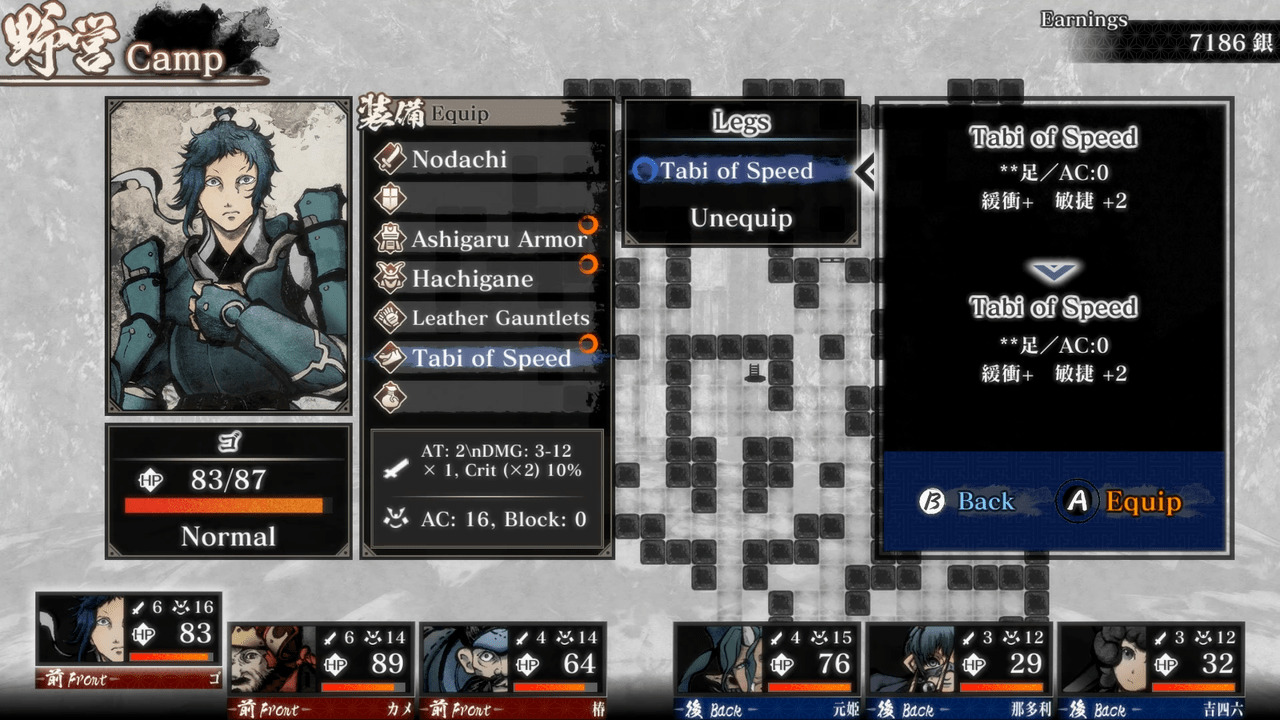 野営 Camp
Earnings
7186 銀
装備 Equip
Nodachi
Ashigaru Armor
Hachigane
Leather Gauntlets
Tabi of Speed
AT: 2\nDMG: 3-12
× 1, Crit (×2) 10%
AC: 16, Block: 0
ゴ
HP 83/87
Normal
Legs
Tabi of Speed
Unequip
Tabi of Speed
**足／AC:0
緩衝+ 敏捷 +2
Tabi of Speed
**足／AC:0
緩衝+ 敏捷 +2
B Back A Equip
6 16
HP 83
前 Front ゴ
6 14
HP 89
前 Front カメ
4 14
HP 64
前 Front 椿
4 15
HP 76
後 Back 元姫
3 12
HP 29
後 Back 那多利
3 12
HP 32
後 Back 吉四六